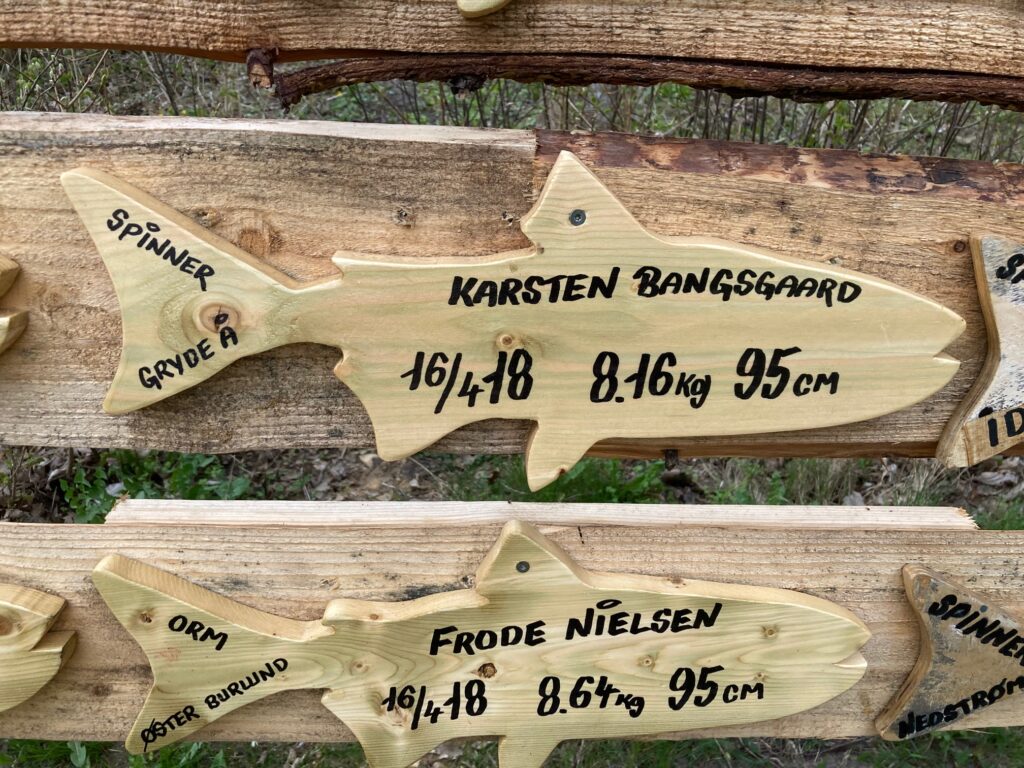 SPINNER
GRYDE Å
KARSTEN BANGSGAARD
16/4 18 8.16 kg 95 cm
ORM
ØSTER BURLUND
FRODE NIELSEN
16/4 18 8.64 kg 95 cm
SPINNER
NEDSTRØM